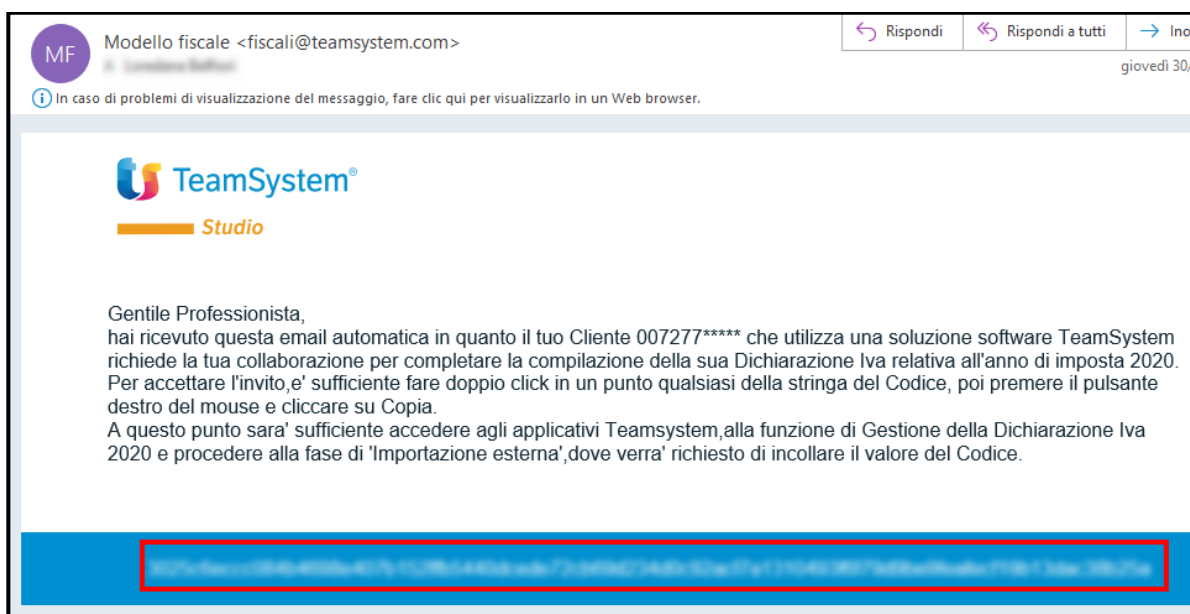 MF
Modello fiscale <fiscali@teamsystem.com>
Rispondi
Rispondi a tutti
Ino
giovedì 30/
In caso di problemi di visualizzazione del messaggio, fare clic qui per visualizzarlo in un Web browser.
TeamSystem®
Studio
Gentile Professionista,
hai ricevuto questa email automatica in quanto il tuo Cliente 007277***** che utilizza una soluzione software TeamSystem
richiede la tua collaborazione per completare la compilazione della sua Dichiarazione Iva relativa all'anno di imposta 2020.
Per accettare l'invito,e' sufficiente fare doppio click in un punto qualsiasi della stringa del Codice, poi premere il pulsante
destro del mouse e cliccare su Copia.
A questo punto sara' sufficiente accedere agli applicativi Teamsystem,alla funzione di Gestione della Dichiarazione Iva
2020 e procedere alla fase di 'Importazione esterna',dove verra' richiesto di incollare il valore del Codice.